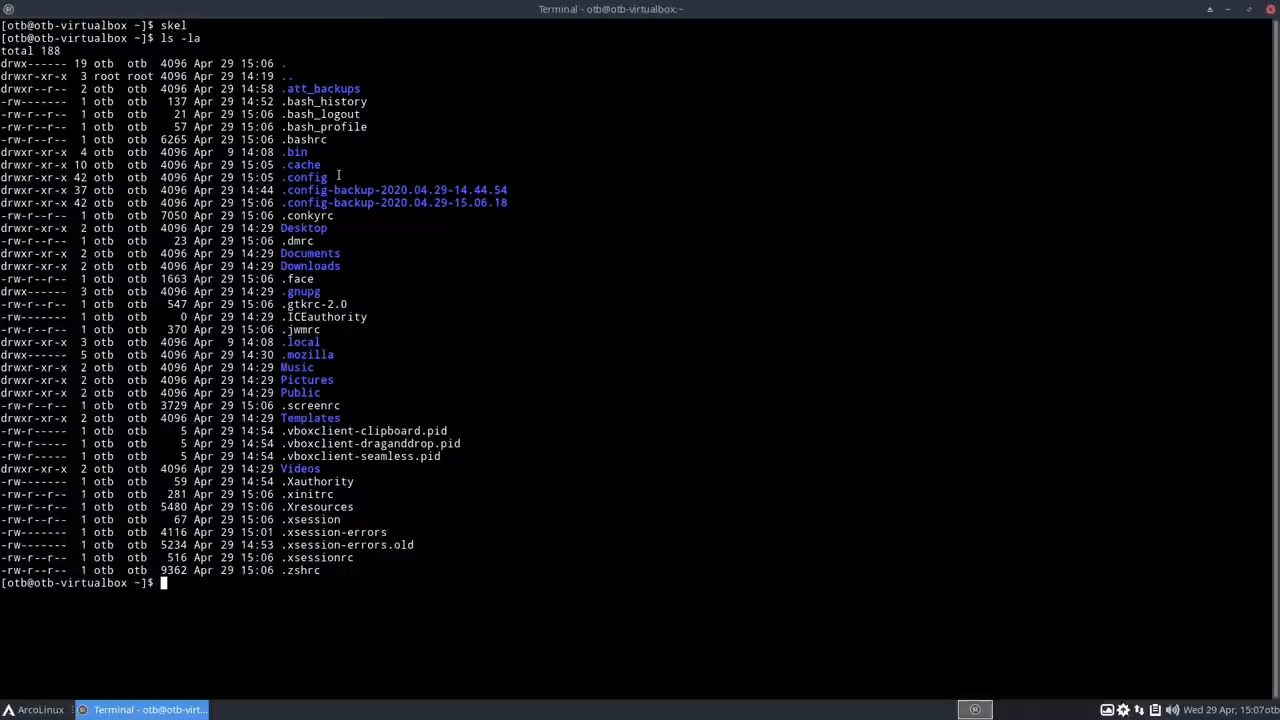 Terminal - otb@otb-virtualbox:~
[otb@otb-virtualbox ~]$ skel
[otb@otb-virtualbox ~]$ ls -la
total 188
drwx------ 19 otb  otb  4096 Apr 29 15:06 .
drwxr-xr-x  3 root root 4096 Apr 29 14:19 ..
drwxr--r--  2 otb  otb  4096 Apr 29 14:58 .att_backups
-rw-------  1 otb  otb   137 Apr 29 14:52 .bash_history
-rw-r--r--  1 otb  otb    21 Apr 29 15:06 .bash_logout
-rw-r--r--  1 otb  otb    57 Apr 29 15:06 .bash_profile
-rw-r--r--  1 otb  otb  6265 Apr 29 15:06 .bashrc
drwxr-xr-x  4 otb  otb  4096 Apr  9 14:08 .bin
drwxr-xr-x 10 otb  otb  4096 Apr 29 15:05 .cache
drwxr-xr-x 42 otb  otb  4096 Apr 29 15:05 .config
drwxr-xr-x 37 otb  otb  4096 Apr 29 14:44 .config-backup-2020.04.29-14.44.54
drwxr-xr-x 42 otb  otb  4096 Apr 29 15:06 .config-backup-2020.04.29-15.06.18
-rw-r--r--  1 otb  otb  7050 Apr 29 15:06 .conkyrc
drwxr-xr-x  2 otb  otb  4096 Apr 29 14:29 Desktop
-rw-r--r--  1 otb  otb    23 Apr 29 15:06 .dmrc
drwxr-xr-x  2 otb  otb  4096 Apr 29 14:29 Documents
drwxr-xr-x  2 otb  otb  4096 Apr 29 14:29 Downloads
-rw-r--r--  1 otb  otb  1663 Apr 29 15:06 .face
drwx------  3 otb  otb  4096 Apr 29 14:29 .gnupg
-rw-r--r--  1 otb  otb   547 Apr 29 15:06 .gtkrc-2.0
-rw-------  1 otb  otb     0 Apr 29 14:29 .ICEauthority
-rw-r--r--  1 otb  otb   370 Apr 29 15:06 .jwmrc
drwxr-xr-x  3 otb  otb  4096 Apr  9 14:08 .local
drwx------  5 otb  otb  4096 Apr 29 14:30 .mozilla
drwxr-xr-x  2 otb  otb  4096 Apr 29 14:29 Music
drwxr-xr-x  2 otb  otb  4096 Apr 29 14:29 Pictures
drwxr-xr-x  2 otb  otb  4096 Apr 29 14:29 Public
-rw-r--r--  1 otb  otb  3729 Apr 29 15:06 .screenrc
drwxr-xr-x  2 otb  otb  4096 Apr 29 14:29 Templates
-rw-r-----  1 otb  otb     5 Apr 29 14:54 .vboxclient-clipboard.pid
-rw-r-----  1 otb  otb     5 Apr 29 14:54 .vboxclient-draganddrop.pid
-rw-r-----  1 otb  otb     5 Apr 29 14:54 .vboxclient-seamless.pid
drwxr-xr-x  2 otb  otb  4096 Apr 29 14:29 Videos
-rw-------  1 otb  otb    59 Apr 29 14:54 .Xauthority
-rw-r--r--  1 otb  otb   281 Apr 29 15:06 .xinitrc
-rw-r--r--  1 otb  otb  5480 Apr 29 15:06 .Xresources
-rw-r--r--  1 otb  otb    67 Apr 29 15:06 .xsession
-rw-------  1 otb  otb  4116 Apr 29 15:01 .xsession-errors
-rw-------  1 otb  otb  5234 Apr 29 14:53 .xsession-errors.old
-rw-r--r--  1 otb  otb   516 Apr 29 15:06 .xsessionrc
-rw-r--r--  1 otb  otb  9362 Apr 29 15:06 .zshrc
[otb@otb-virtualbox ~]$
ArcoLinux Terminal - otb@otb-virt... Wed 29 Apr, 15:07 otb